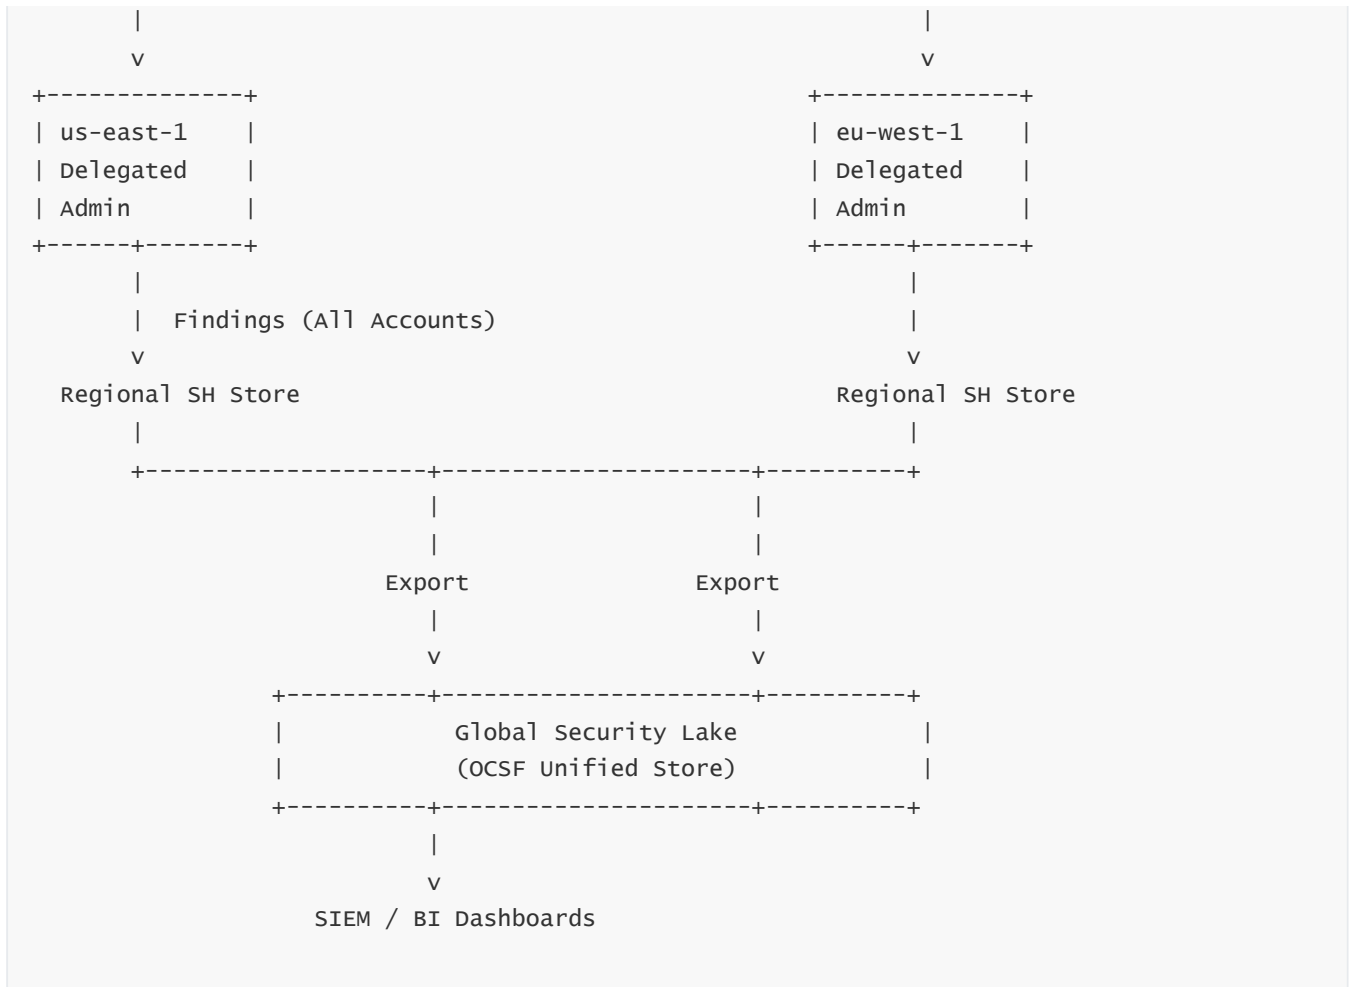 |                                                        |
v                                                        v
+--------------+                                       +--------------+
| us-east-1    |                                       | eu-west-1    |
| Delegated    |                                       | Delegated    |
| Admin        |                                       | Admin        |
+------+-------+                                       +------+-------+
|                                                       |
|  Findings (All Accounts)                              |
v                                                       v
Regional SH Store                                      Regional SH Store
|                                                       |
+--------------------+----------------------+----------+
|                      |
|                      |
Export                Export
|                      |
v                      v
+----------+----------------------+----------+
|            Global Security Lake             |
|            (OCSF Unified Store)             |
+----------+----------------------+----------+
|
v
SIEM / BI Dashboards